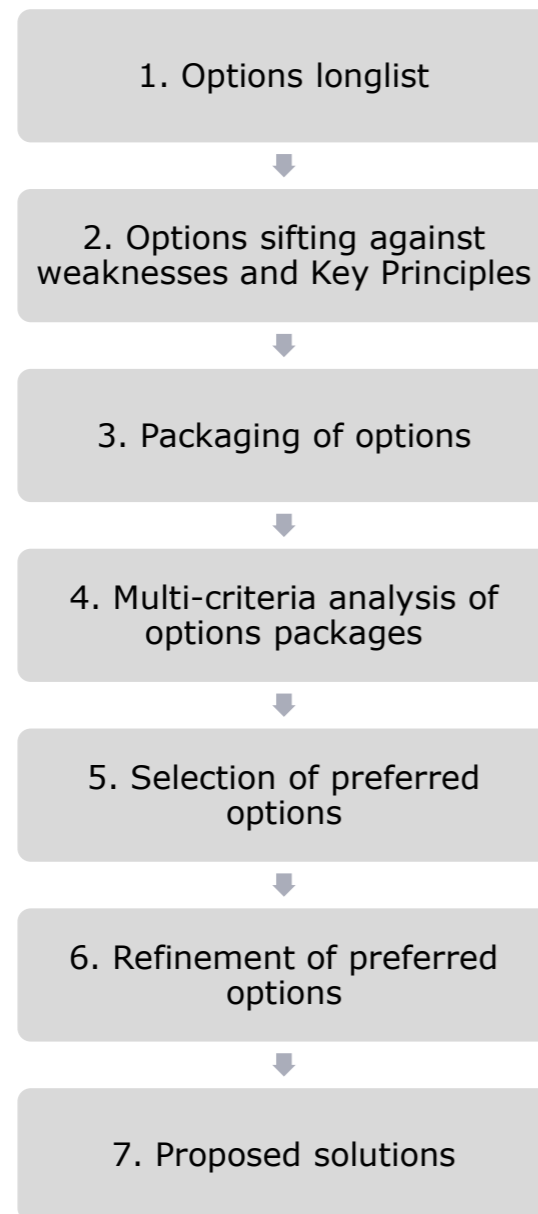 1. Options longlist
2. Options sifting against
weaknesses and Key Principles
3. Packaging of options
4. Multi-criteria analysis of
options packages
5. Selection of preferred
options
6. Refinement of preferred
options
7. Proposed solutions